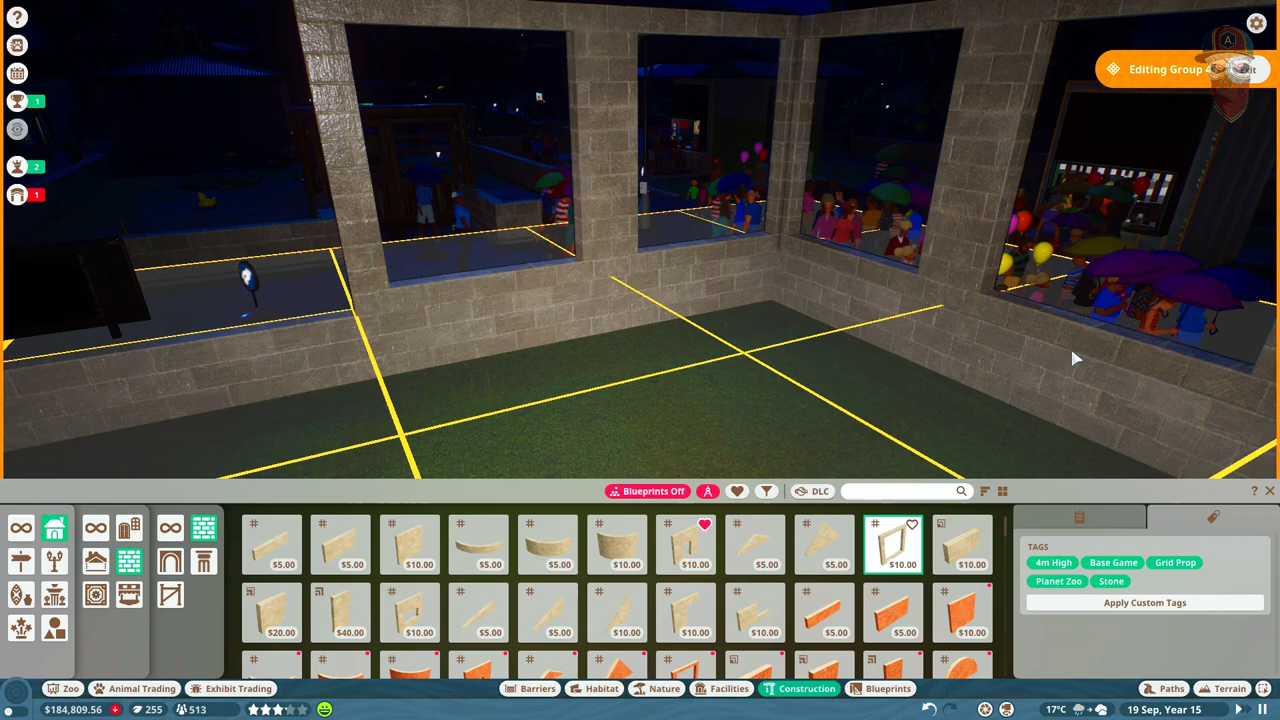 ?
1
2
1
Editing Group 4
Exit
A
Blueprints Off
DLC
? ×
$5.00 $5.00 $10.00 $5.00 $5.00 $10.00 $10.00 $5.00 $5.00 $10.00 $10.00
$20.00 $40.00 $10.00 $5.00 $5.00 $10.00 $10.00 $5.00 $5.00 $5.00 $10.00
TAGS
4m High Base Game Grid Prop
Planet Zoo Stone
Apply Custom Tags
Zoo Animal Trading Exhibit Trading Barriers Habitat Nature Facilities Construction Blueprints Paths Terrain
$184,809.56 255 513 17°C 19 Sep, Year 15